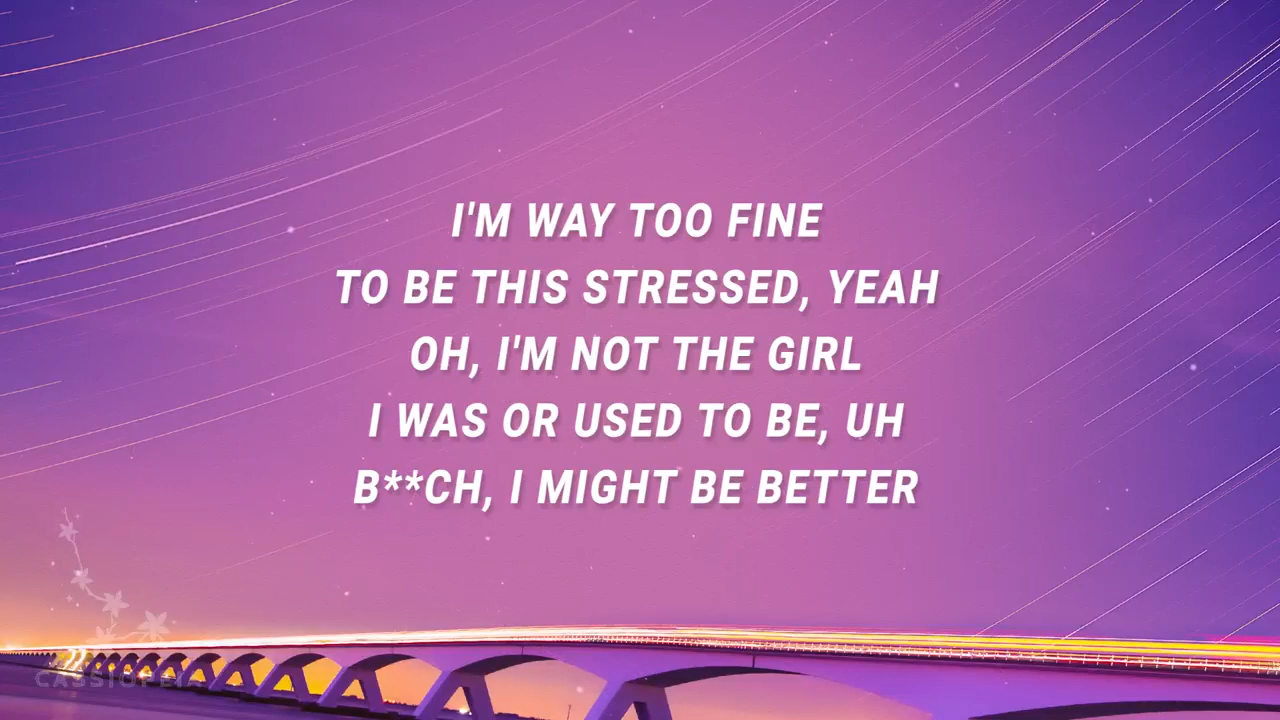 I'M WAY TOO FINE
TO BE THIS STRESSED, YEAH
OH, I'M NOT THE GIRL
I WAS OR USED TO BE, UH
B**CH, I MIGHT BE BETTER
CASSIOPEIA